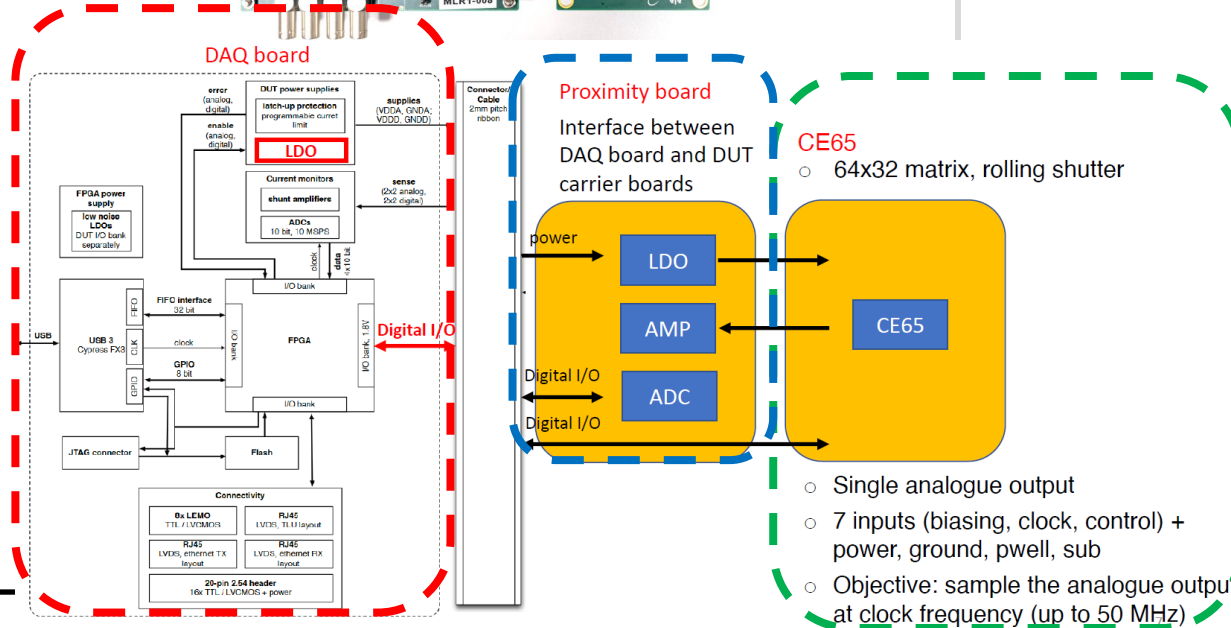 MLR1-008
DAQ board
error
(analog,
digital)
enable
(analog,
digital)
DUT power supplies
latch-up protection
programmable curret
limit
LDO
supplies
(VDDA, GNDA;
VDDD, GNDD)
Current monitors
shunt amplifiers
ADCs
10 bit, 10 MSPS
sense
(2x2 analog,
2x2 digital)
FPGA power
supply
low noise
LDOs
DUT I/O bank
separately
clock
data
4x10 bit
I/O bank
USB
USB 3
Cypress FX3
FIFO
CLK
GPIO
FIFO interface
32 bit
clock
GPIO
8 bit
I/O bank
FPGA
I/O bank, 1.8V
Digital I/O
I/O bank
JTAG connector
Flash
Connectivity
8x LEMO
TTL / LVCMOS
RJ45
LVDS, TLU layout
RJ45
LVDS, ethernet TX
layout
RJ45
LVDS, ethernet RX
layout
20-pin 2.54 header
16x TTL / LVCMOS + power
Connector/
Cable
2mm pitch
ribbon
Proximity board
Interface between
DAQ board and DUT
carrier boards
power
LDO
AMP
ADC
Digital I/O
Digital I/O
CE65
○ 64x32 matrix, rolling shutter
CE65
○ Single analogue output
○ 7 inputs (biasing, clock, control) +
power, ground, pwell, sub
○ Objective: sample the analogue output
at clock frequency (up to 50 MHz)